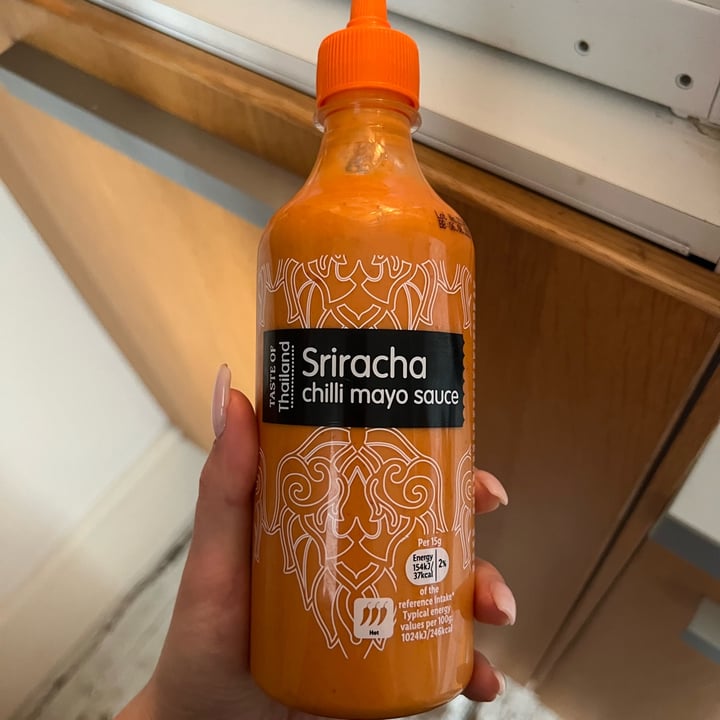 TASTE OF
Thailand
Sriracha
chilli mayo sauce
Per 15g
Energy
154kJ/
37kcal
2%
of the
reference intake*
Typical energy
values per 100g:
1024kJ/246kcal
Hot